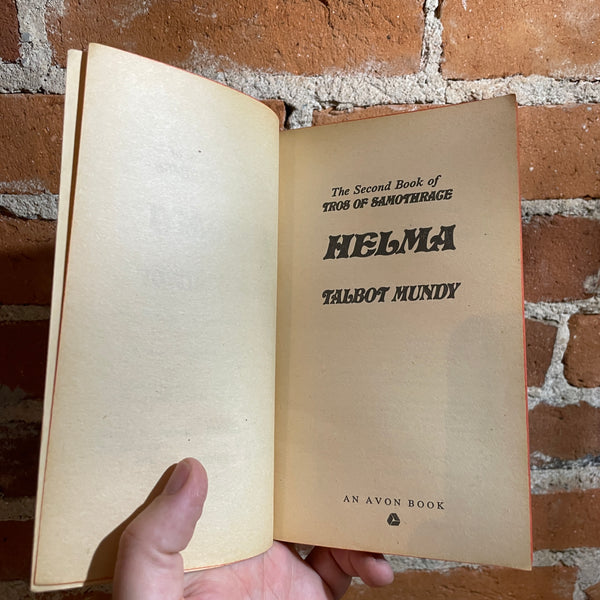 The Second Book of
TROS OF SAMOTHRACE
HELMA
TALBOT MUNDY
AN AVON BOOK